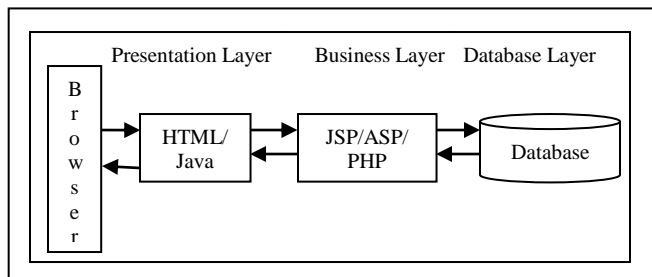 Presentation Layer Business Layer Database Layer
B
r
o
w
s
e
r
HTML/
Java
JSP/ASP/
PHP
Database